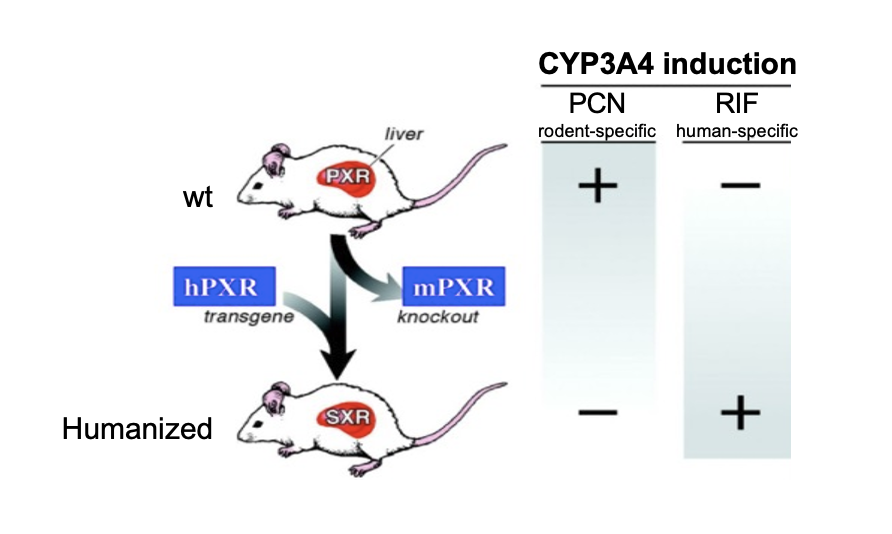 CYP3A4 induction
PCN RIF
rodent-specific human-specific
liver
PXR
wt
+ −
hPXR mPXR
transgene knockout
SXR
Humanized
− +